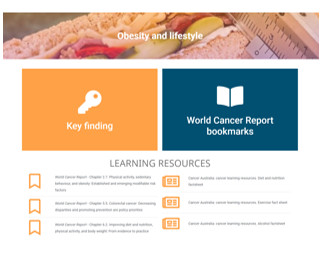 Obesity and lifestyle
Key finding
World Cancer Report
bookmarks
LEARNING RESOURCES
World Cancer Report - Chapter 2.7. Physical activity, sedentary
behaviour, and obesity: Established and emerging modifiable risk
factors
Cancer Australia: cancer learning resources. Diet and nutrition
factsheet
World Cancer Report - Chapter 5.5. Colorectal cancer: Decreasing
disparities and promoting prevention are policy priorities
Cancer Australia: cancer learning resources. Exercise fact sheet
World Cancer Report - Chapter 6.2. Improving diet and nutrition,
physical activity, and body weight: From evidence to practice
Cancer Australia: cancer learning resources. Alcohol factsheet